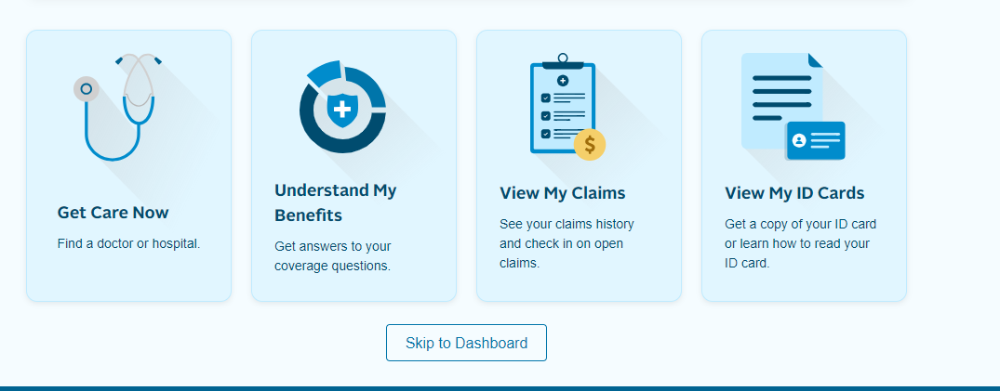 Get Care Now
Find a doctor or hospital.
Understand My
Benefits
Get answers to your
coverage questions.
$
View My Claims
See your claims history
and check in on open
claims.
View My ID Cards
Get a copy of your ID card
or learn how to read your
ID card.
Skip to Dashboard